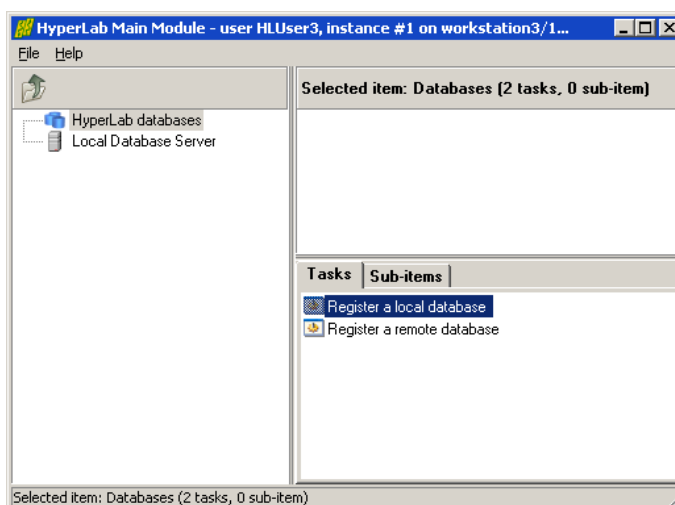 HyperLab Main Module - user HLUser3, instance #1 on workstation3/1...
File Help
Selected item: Databases (2 tasks, 0 sub-item)
HyperLab databases
Local Database Server
Tasks Sub-items
Register a local database
Register a remote database
Selected item: Databases (2 tasks, 0 sub-item)